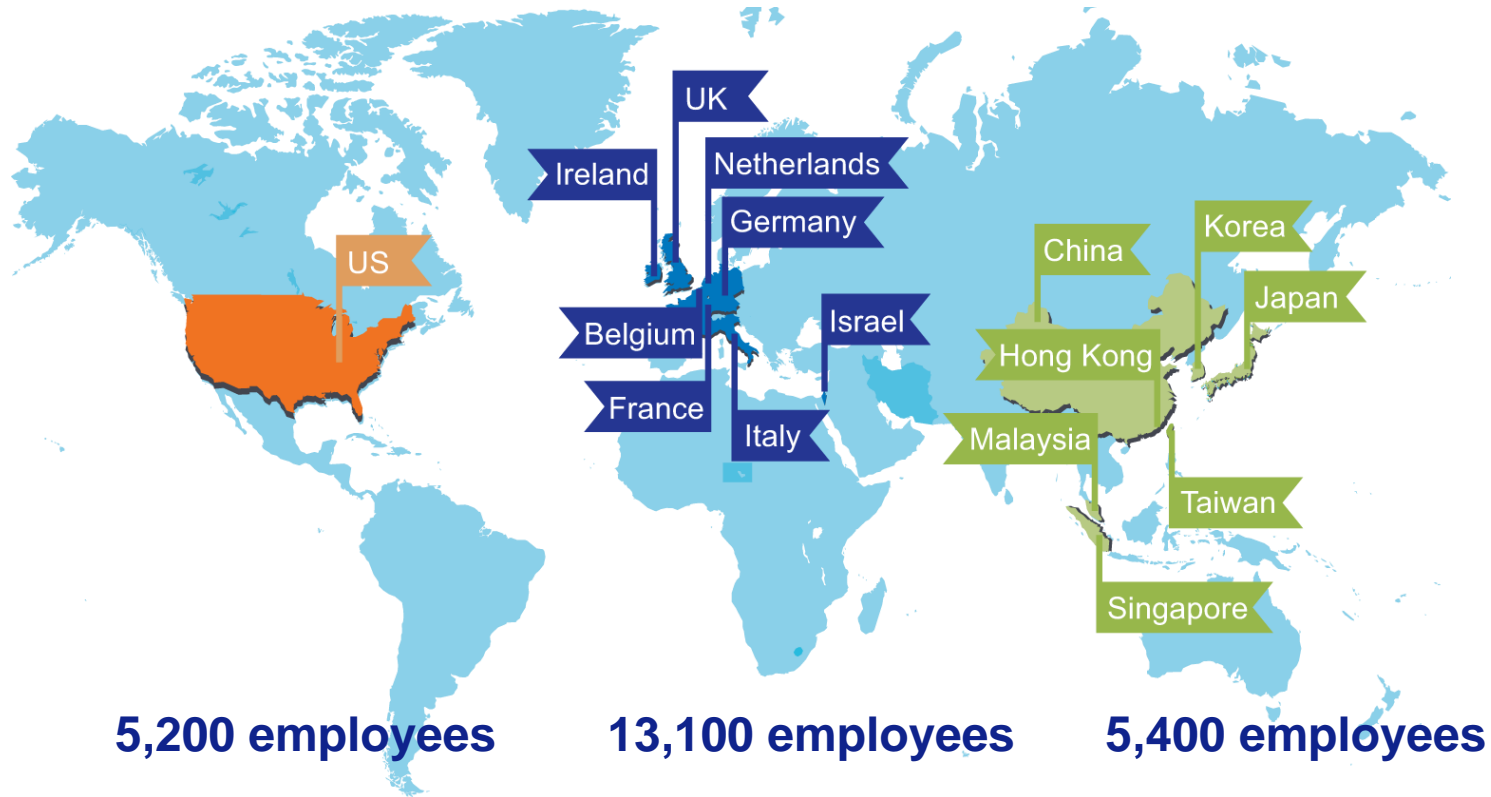 UK
Ireland
Netherlands
Germany
US
Korea
China
Japan
Belgium
Israel
Hong Kong
France
Italy
Malaysia
Taiwan
Singapore
5,200 employees
13,100 employees
5,400 employees